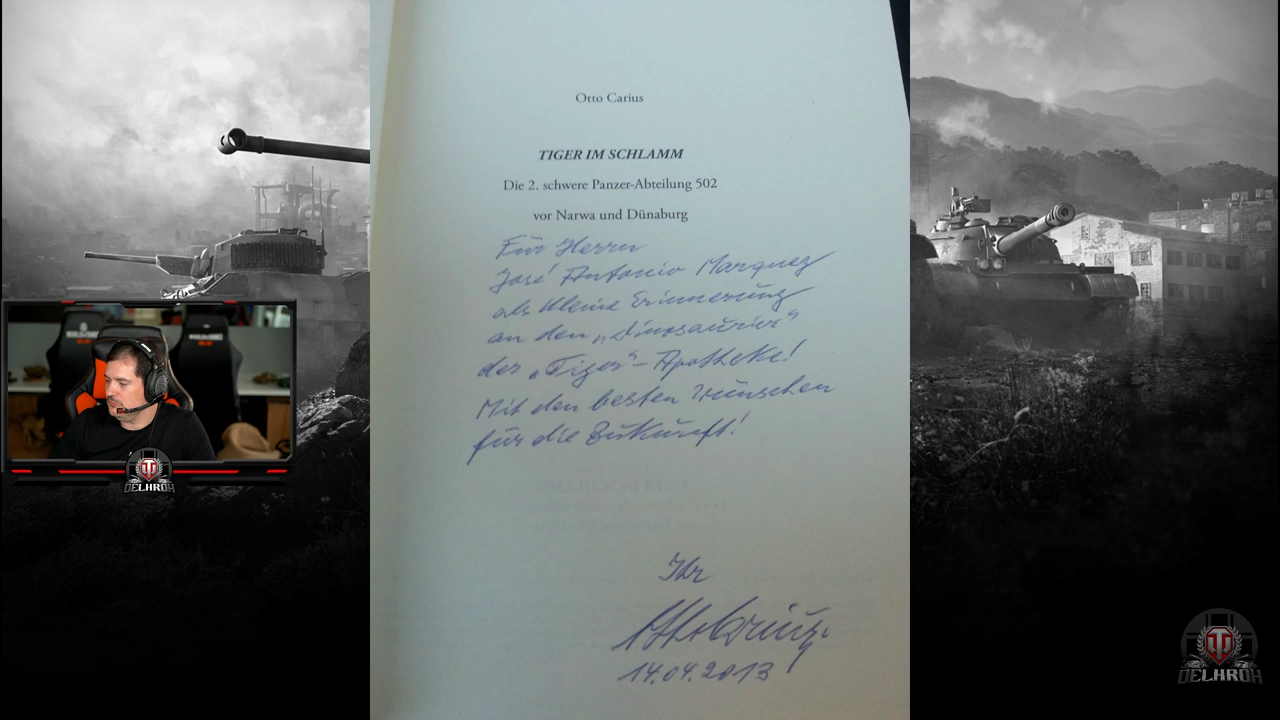 Otto Carius
TIGER IM SCHLAMM
Die 2. schwere Panzer-Abteilung 502
vor Narwa und Dünaburg
Für Herrn
José Antonio Marquez
als kleine Erinnerung
an den „Dinosaurier“
der „Tiger“-Apotheke!
Mit den besten Wünschen
für die Zukunft!
Ihr
Otto Carius
14.04.2013
DELHROH
DELHROH